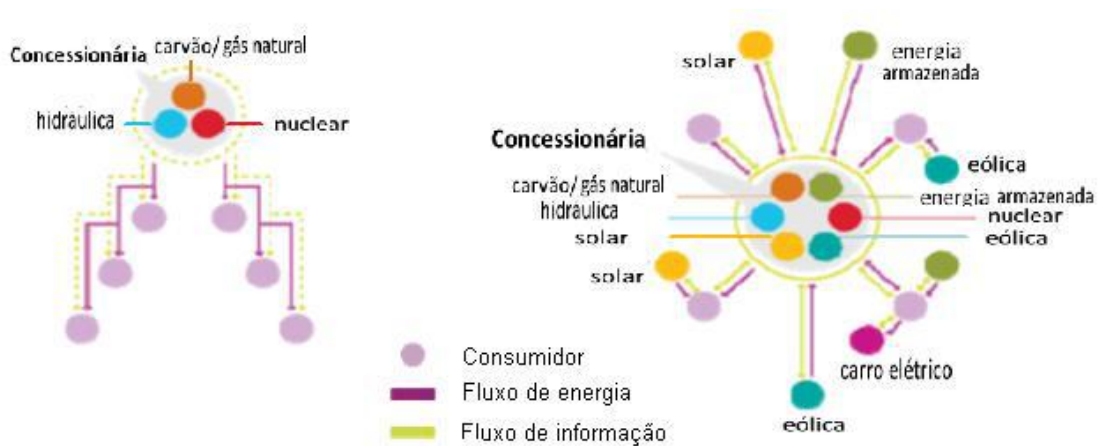 Concessionária
carvão/ gás natural
hidraulica
nuclear
solar
energia
armazenada
Concessionária
eólica
carvão/ gás natural
hidraulica
solar
energia armazenada
nuclear
eólica
solar
carro elétrico
eólica
Consumidor
Fluxo de energia
Fluxo de informação